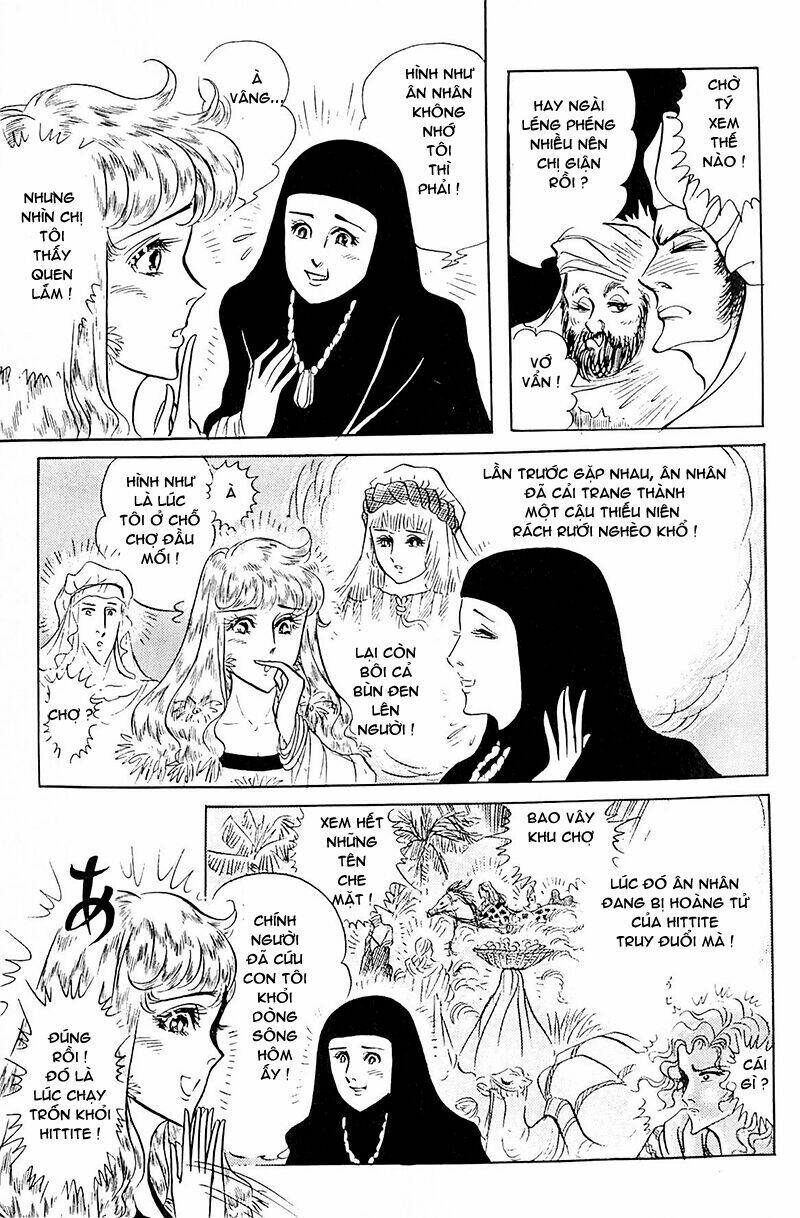 CHỜ
TÝ
XEM
THẾ
NÀO !
HAY NGÀI
LÉNG PHÉNG
NHIỀU NÊN
CHỊ GIẬN
RỒI ?
VỚ
VẨN !
HÌNH NHƯ
ÂN NHÂN
KHÔNG
NHỚ
TÔI
THÌ
PHẢI !
À
VÂNG...
NHƯNG
NHÌN CHỊ
TÔI
THẤY
QUEN
LẮM !
LẦN TRƯỚC GẶP NHAU, ÂN NHÂN
ĐÃ CẢI TRANG THÀNH
MỘT CẬU THIẾU NIÊN
RÁCH RƯỚI NGHÈO KHỔ !
LẠI CÒN
BÔI CẢ
BÙN ĐEN
LÊN
NGƯỜI !
À
HÌNH NHƯ
LÀ LÚC
TÔI Ở CHỖ
CHỢ ĐẦU
MỐI !
CHỢ ?
LÚC ĐÓ ÂN NHÂN
ĐANG BỊ HOÀNG TỬ
CỦA HITTITE
TRUY ĐUỔI MÀ !
BAO VÂY
KHU CHỢ
XEM HẾT
NHỮNG
TÊN
CHE
MẶT !
CÁI
GÌ ?
CHÍNH
NGƯỜI
ĐÃ CỨU
CON TÔI
KHỎI
DÒNG
SÔNG
HÔM
ẤY !
あ
ĐÚNG
RỒI !
ĐÓ LÀ
LÚC CHẠY
TRỐN KHỎI
HITTITE !